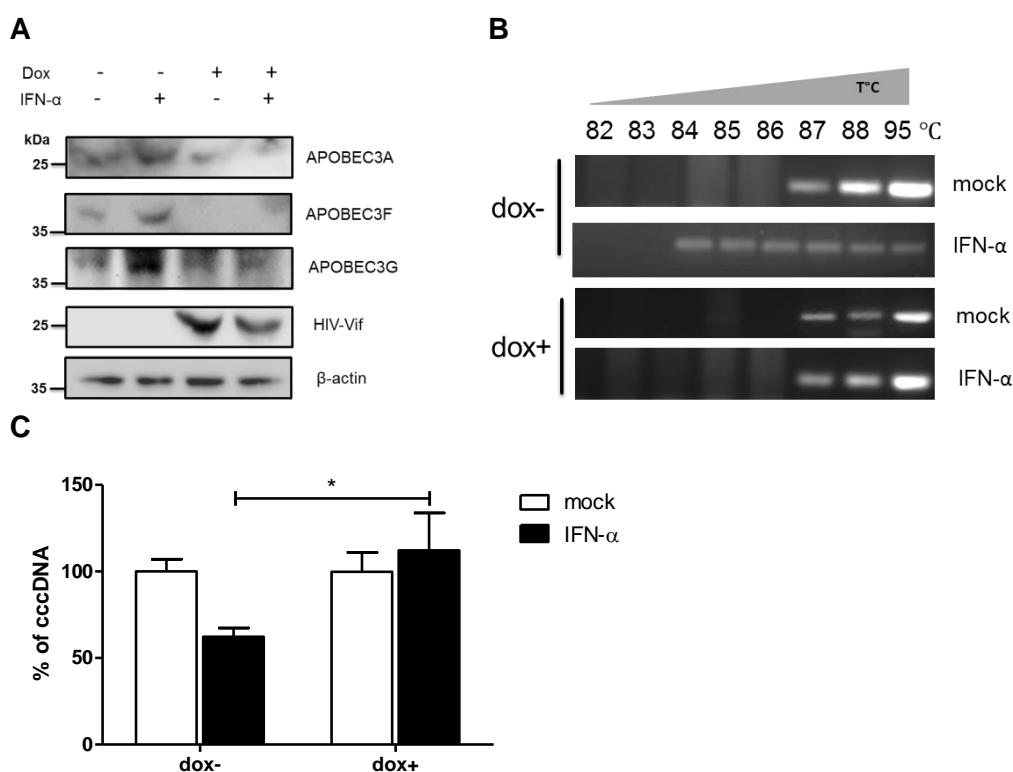 A
Dox - - + +
IFN-α - + - +
kDa
25 APOBEC3A
35 APOBEC3F
35 APOBEC3G
25 HIV-Vif
35 β-actin
B
T°C
82 83 84 85 86 87 88 95 °C
dox-
mock
IFN-α
dox+
mock
IFN-α
C
% of cccDNA
150
100
50
0
*
dox- dox+
mock
IFN-α